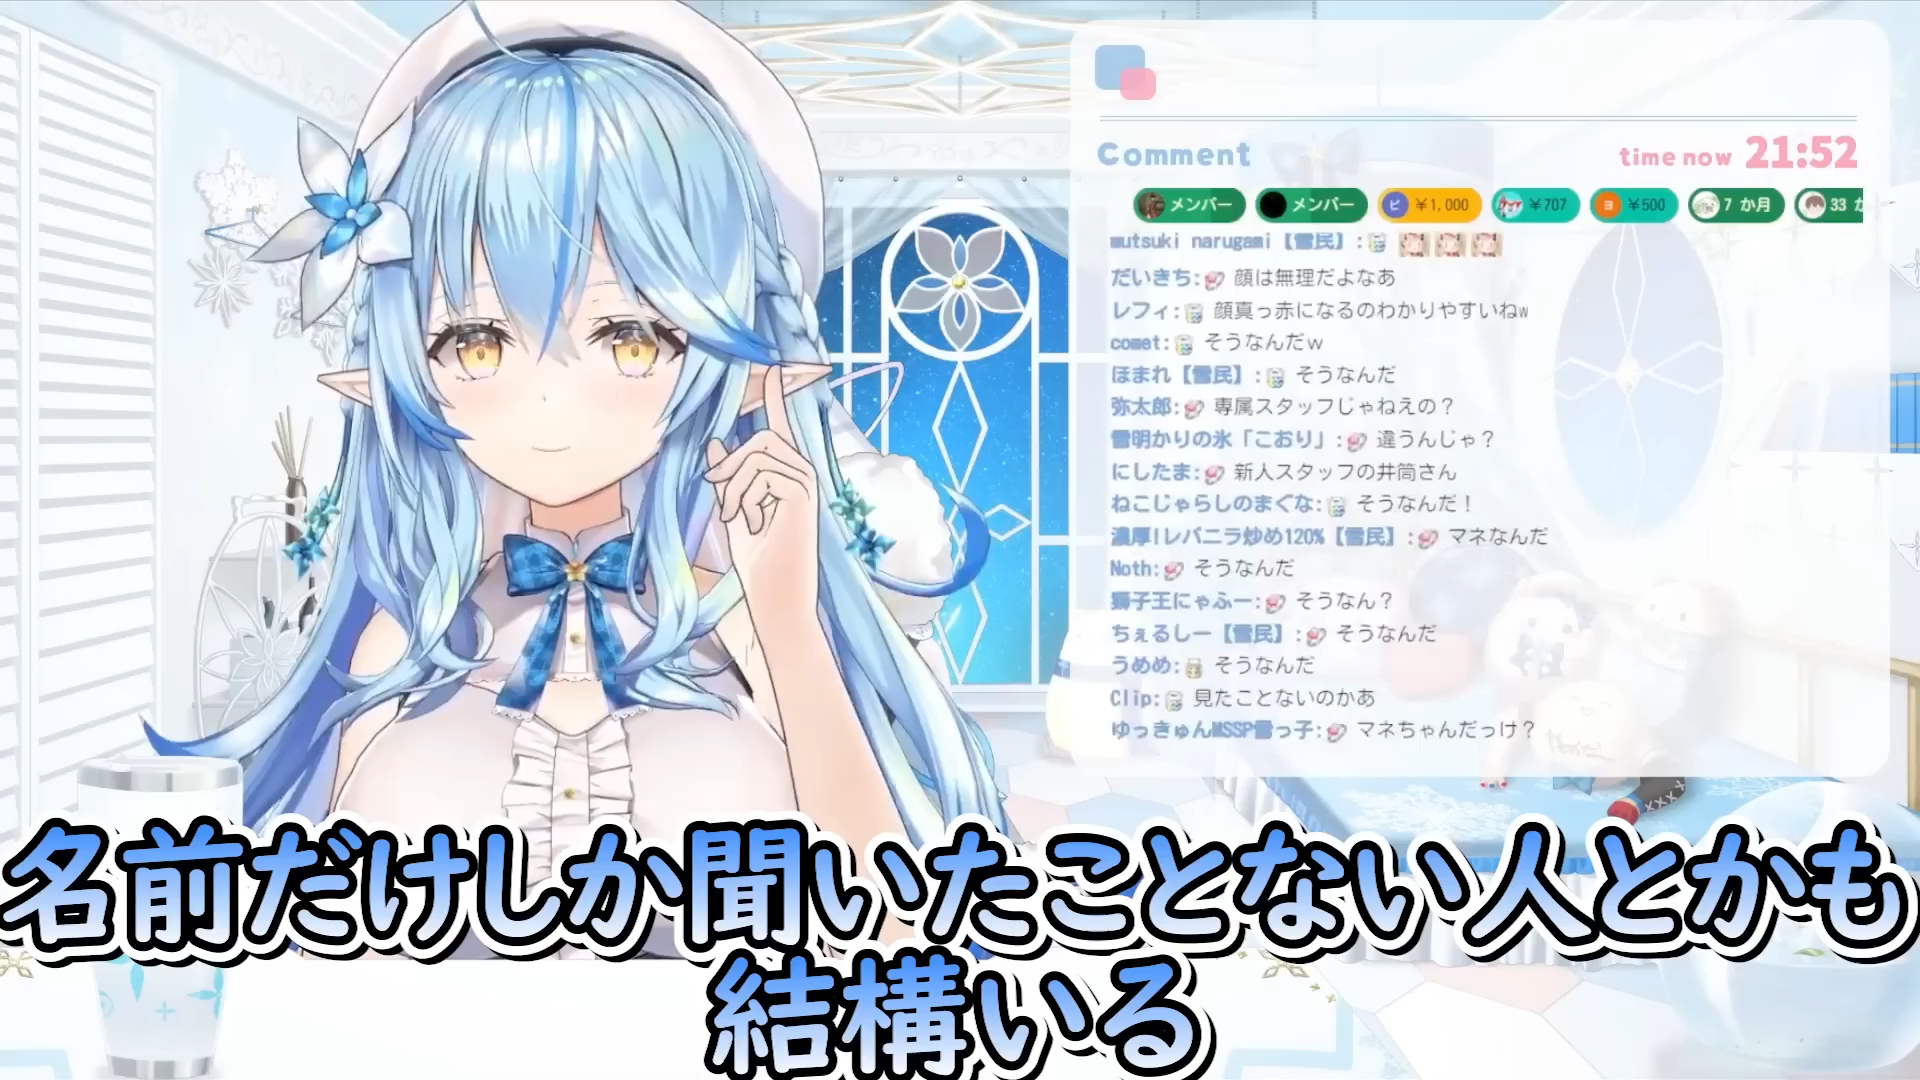 Comment
time now 21:52
メンバー メンバー ¥1,000 ¥707 ¥500 7 か月 33 か
mutsuki narugami【雪民】:
だいきち: 顔は無理だよなあ
レフィ: 顔真っ赤になるのわかりやすいねw
comet: そうなんだw
ほまれ【雪民】: そうなんだ
弥太郎: 専属スタッフじゃねえの？
雪明かりの氷「こおり」: 違うんじゃ？
にしたま: 新人スタッフの井筒さん
ねこじゃらしのまぐな: そうなんだ！
濃厚!レバニラ炒め120%【雪民】: マネなんだ
Noth: そうなんだ
獅子王にゃふー: そうなん？
ちぇるしー【雪民】: そうなんだ
うめめ: そうなんだ
Clip: 見たことないのかあ
ゆっきゅんMSSP雪っ子: マネちゃんだっけ？
名前だけしか聞いたことない人とかも
結構いる